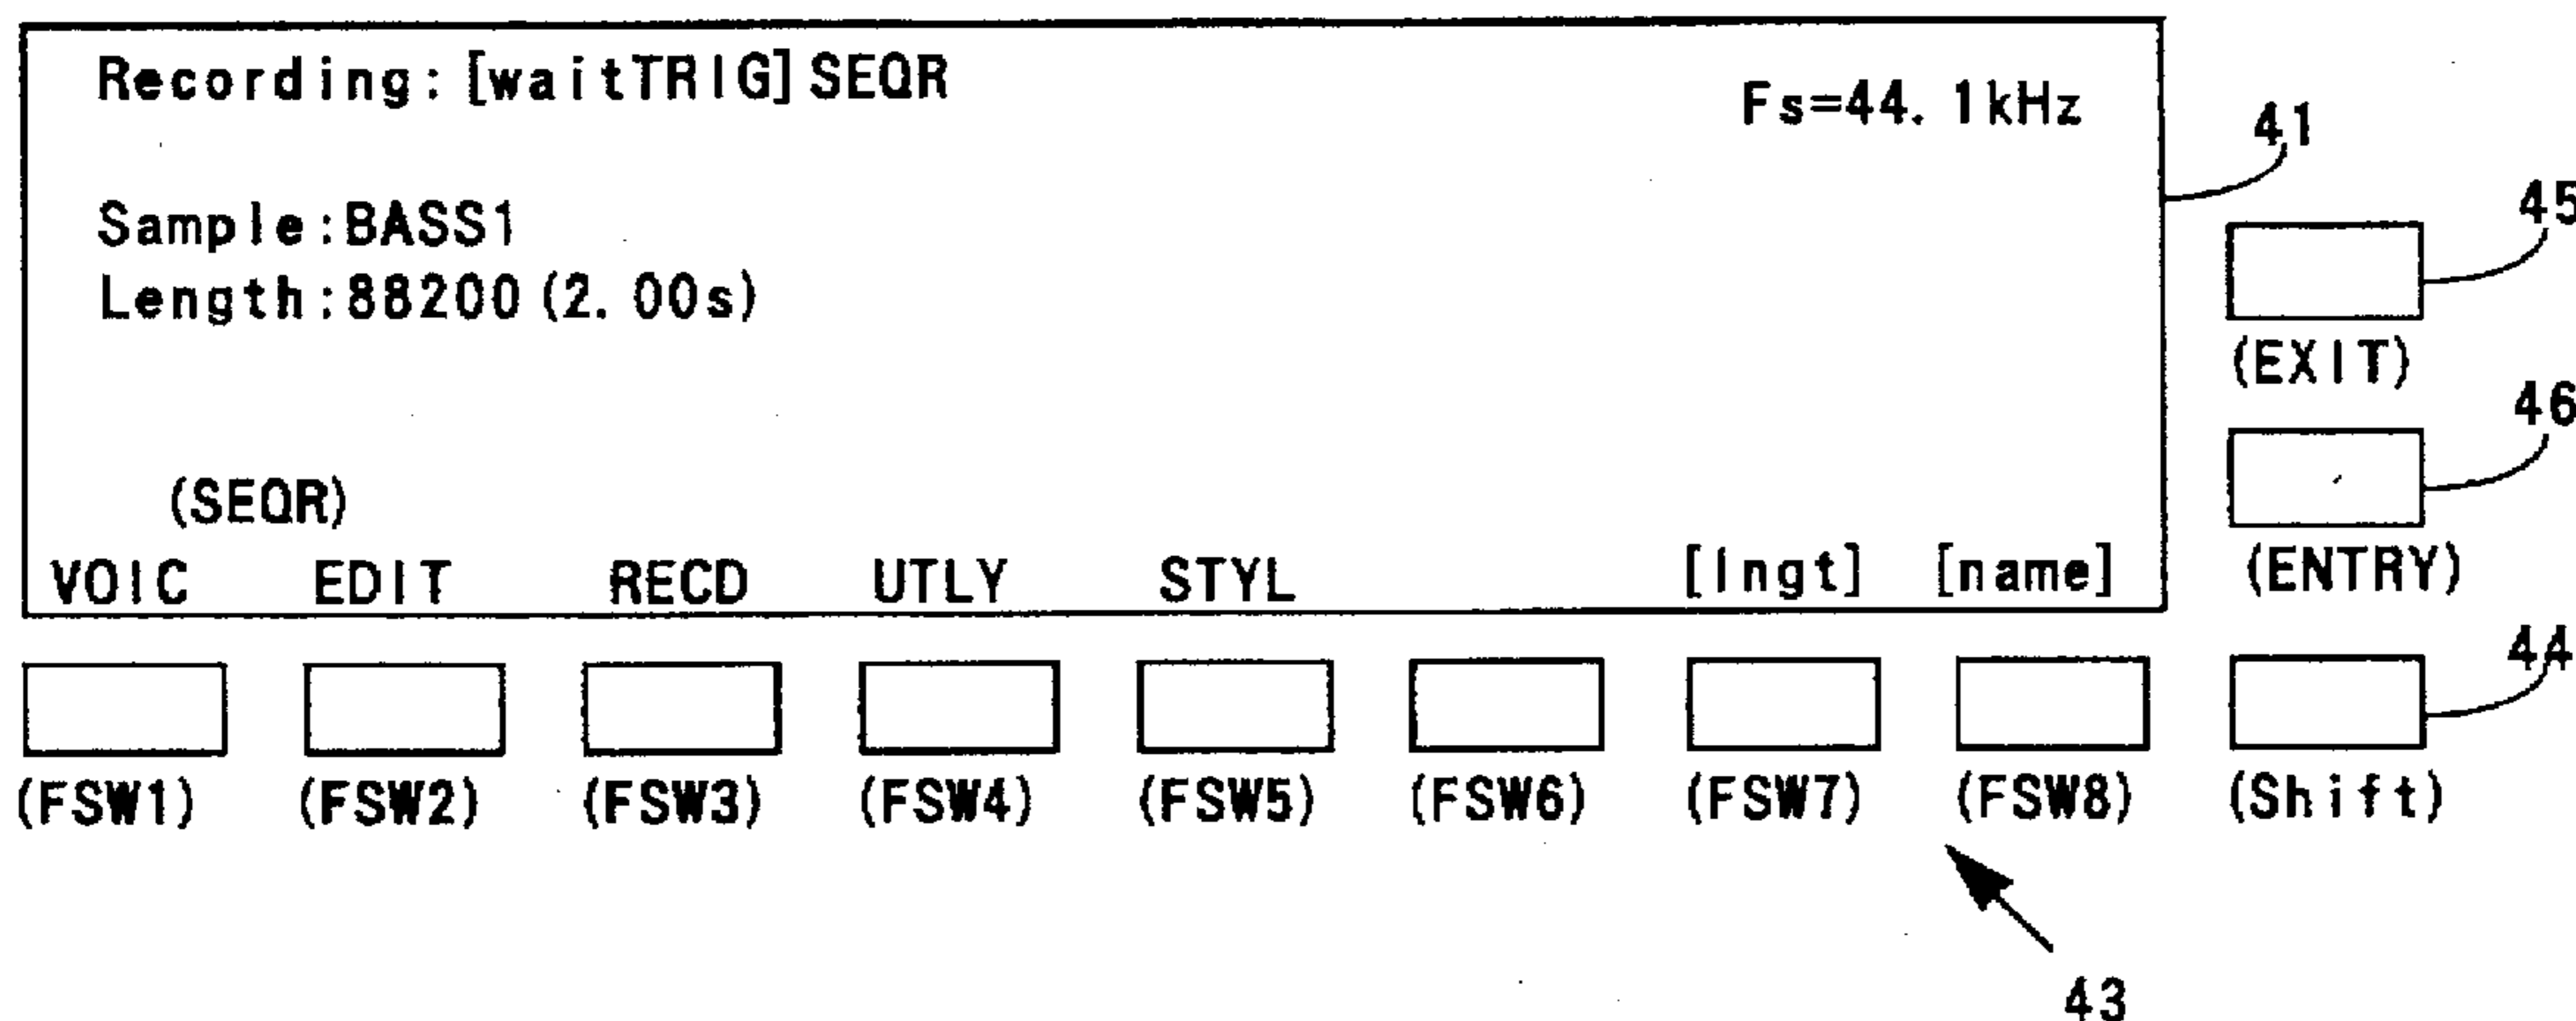 Recording:[waitTRIG]SEQR
Fs=44.1kHz
41
Sample:BASS1
45
Length:88200(2.00s)
(EXIT)
46
(SEQR)
VOIC EDIT RECD UTLY STYL [lngt] [name]
(ENTRY)
44
(FSW1) (FSW2) (FSW3) (FSW4) (FSW5) (FSW6) (FSW7) (FSW8) (Shift)
43